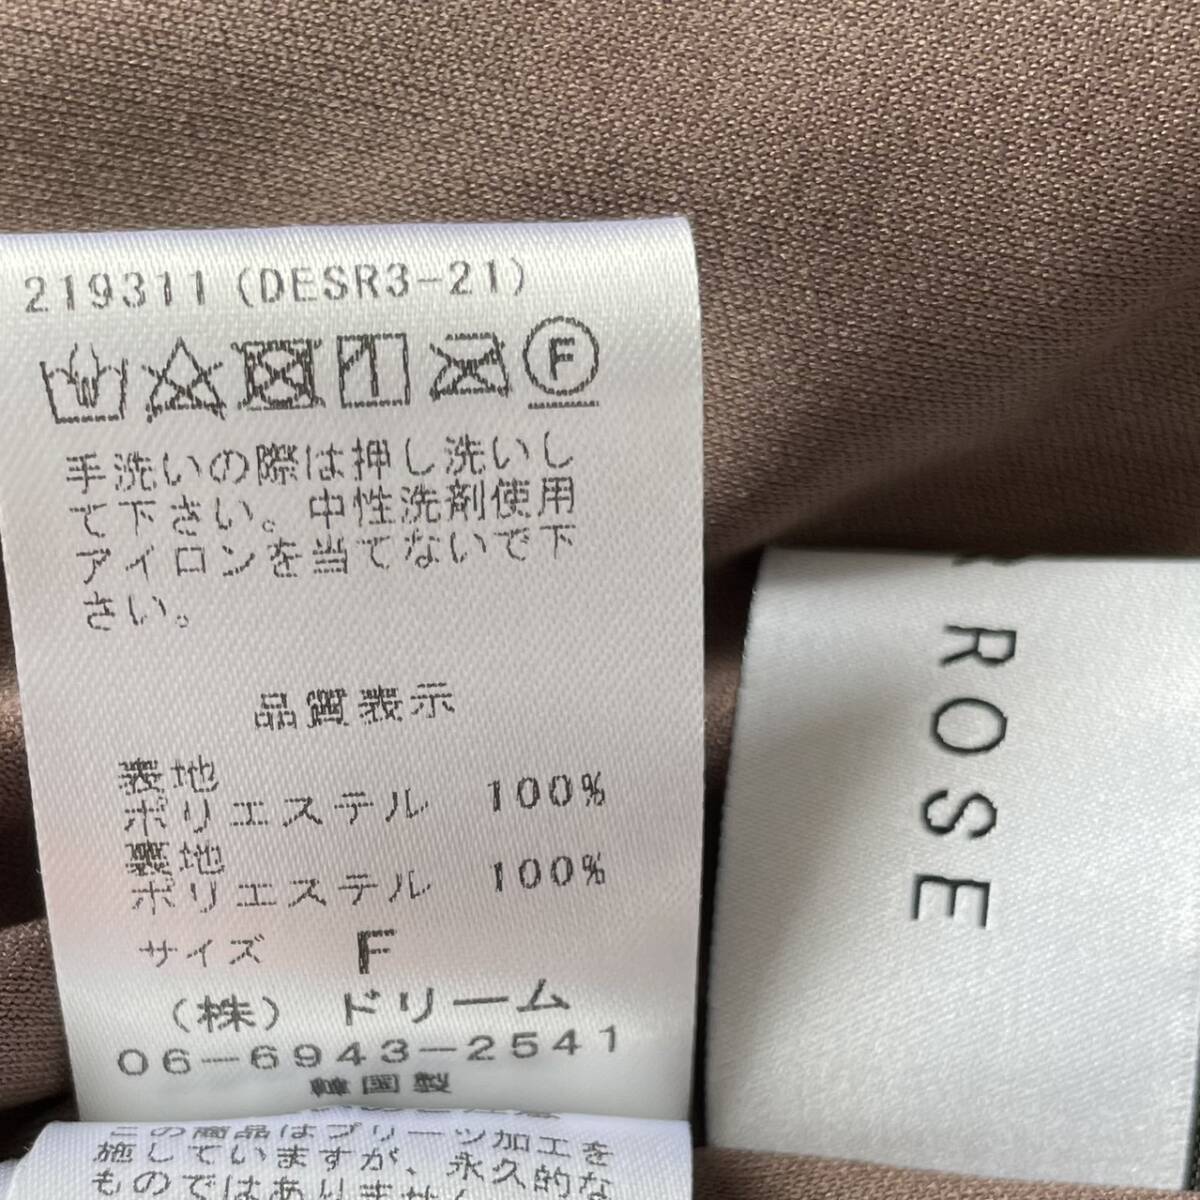 219311 (DESR3-21)
F
手洗いの際は押し洗いし
て下さい。中性洗剤使用
アイロンを当てないで下
さい。
品質表示
表地
ポリエステル 100%
裏地
ポリエステル 100%
サイズ F
(株) ドリーム
06-6943-2541
韓国製
この商品はプリーツ加工を
施していますが、永久的な
ものではありません
R ROSE